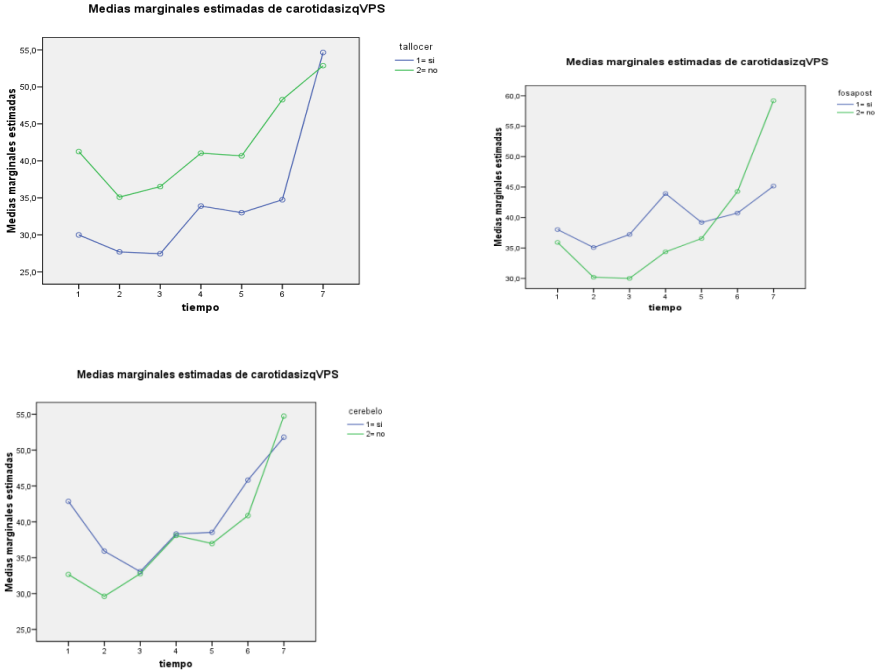 Medias marginales estimadas de carotidasizqVPS
Medias marginales estimadas
55,0
50,0
45,0
40,0
35,0
30,0
25,0
1 2 3 4 5 6 7
tiempo
tallocer
1= si
2= no
Medias marginales estimadas de carotidasizqVPS
Medias marginales estimadas
60,0
55,0
50,0
45,0
40,0
35,0
30,0
1 2 3 4 5 6 7
tiempo
fosapost
1= si
2= no
Medias marginales estimadas de carotidasizqVPS
Medias marginales estimadas
55,0
50,0
45,0
40,0
35,0
30,0
25,0
1 2 3 4 5 6 7
tiempo
cerebelo
1= si
2= no